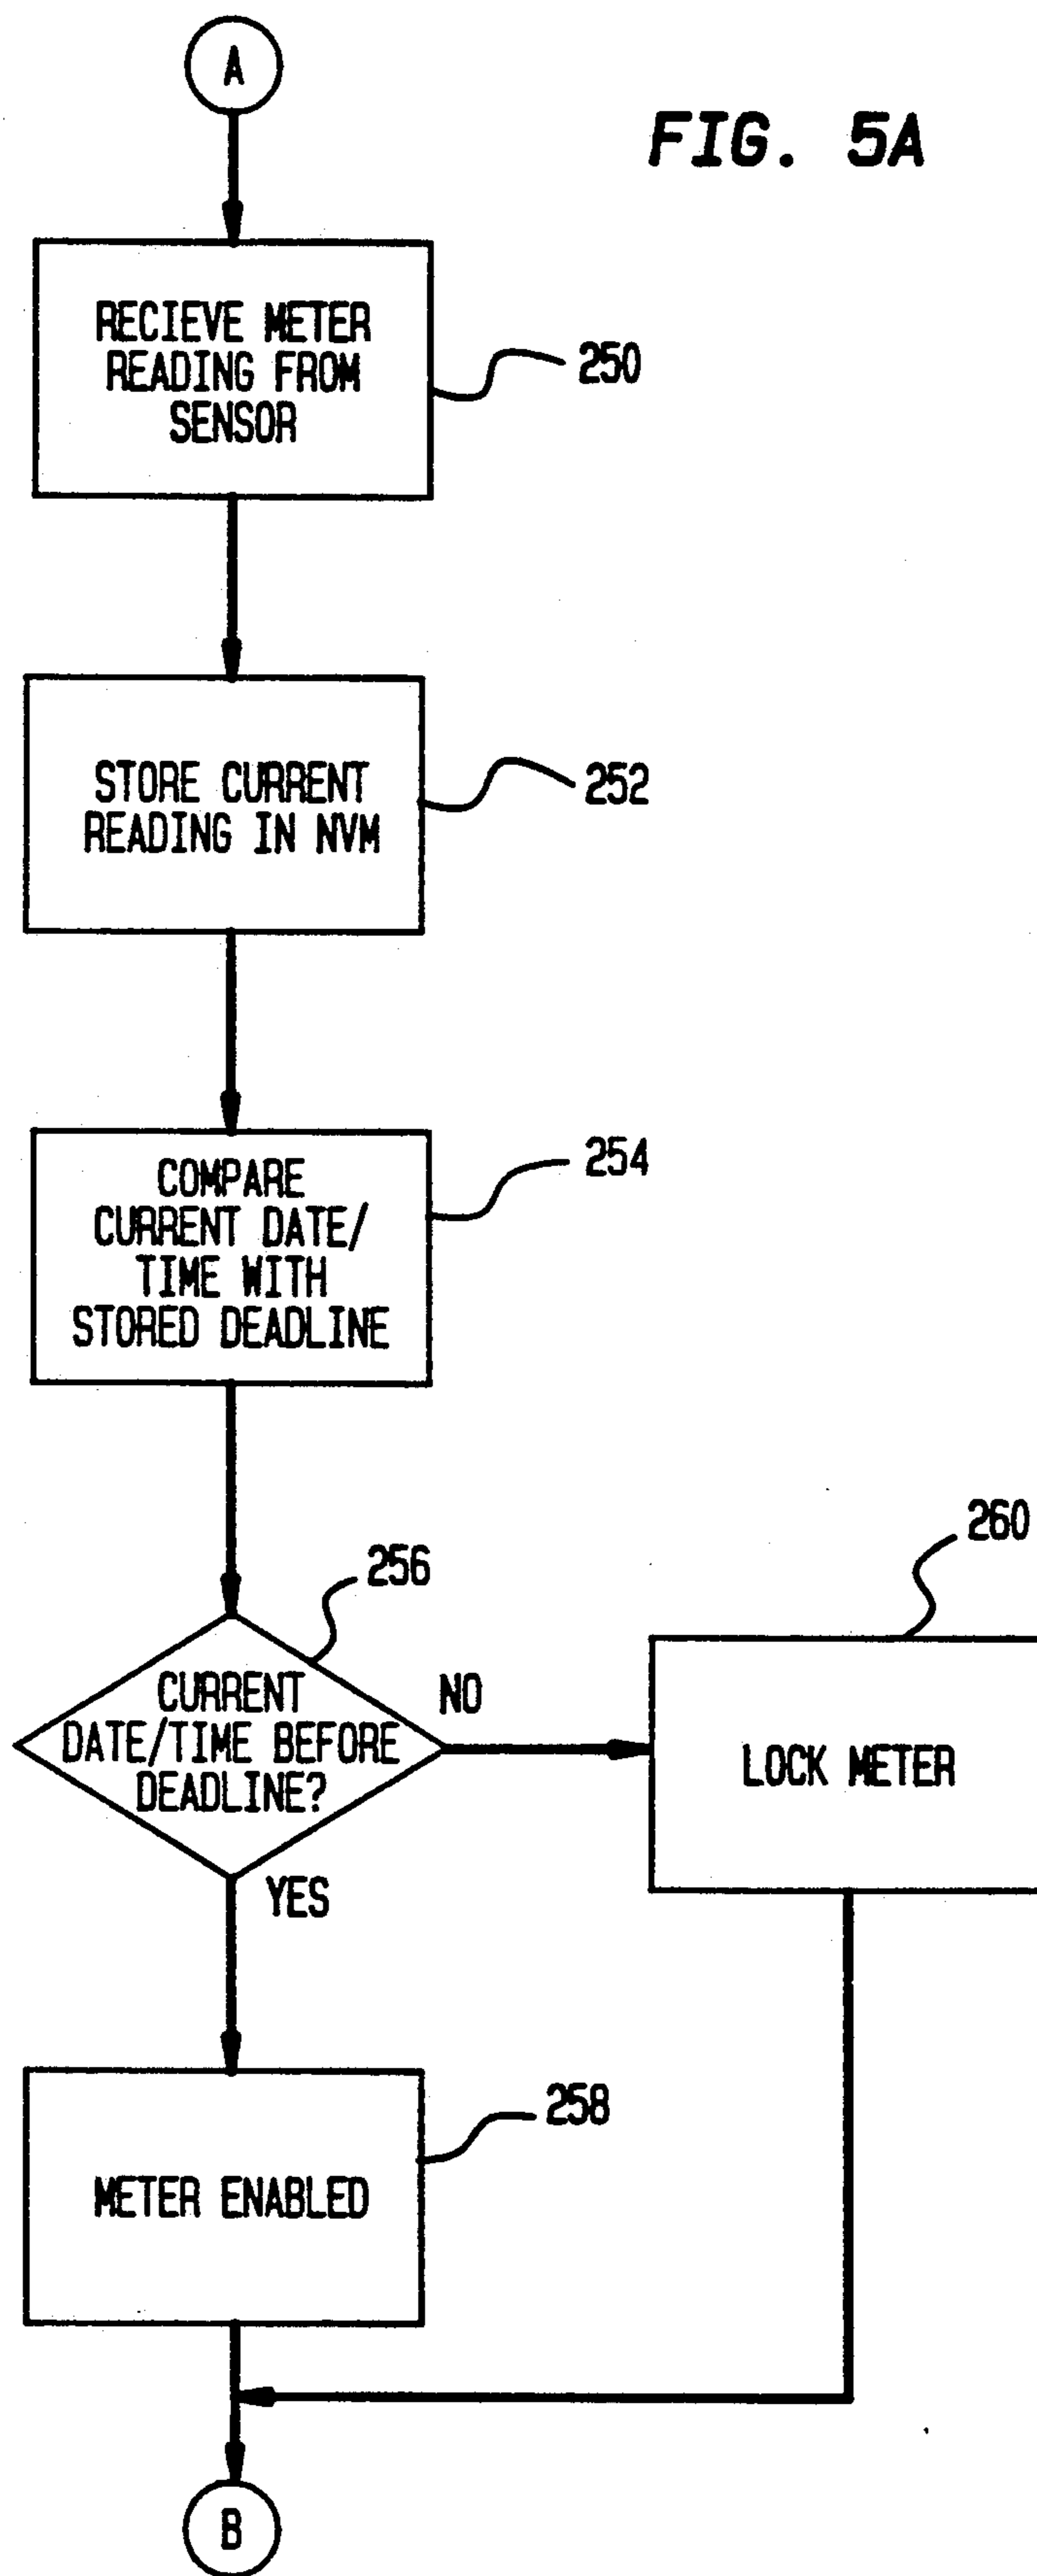 A
FIG. 5A
RECIEVE METER
READING FROM
SENSOR
250
STORE CURRENT
READING IN NVM
252
COMPARE
CURRENT DATE/
TIME WITH
STORED DEADLINE
254
256
CURRENT
DATE/TIME BEFORE
DEADLINE?
NO
260
LOCK METER
YES
METER ENABLED
258
B